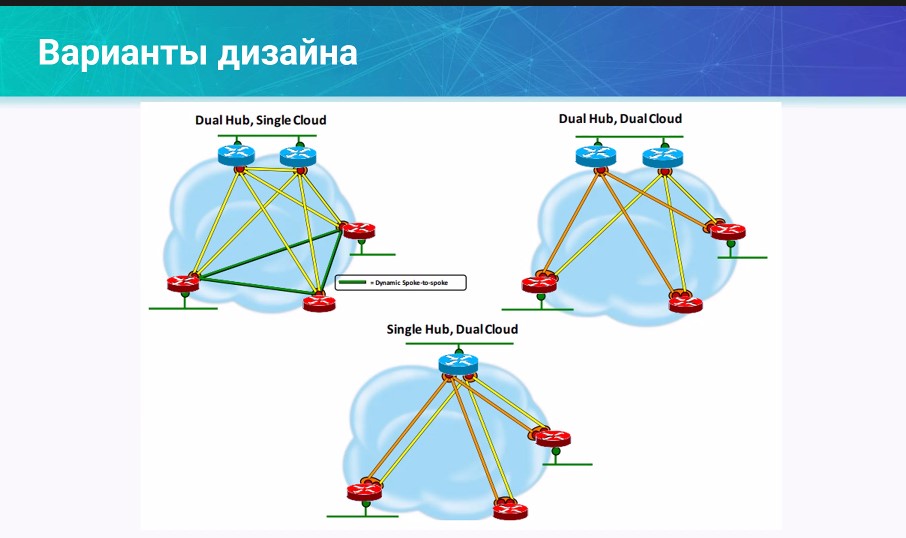 Варианты дизайна
Dual Hub, Single Cloud
Dual Hub, Dual Cloud
= Dynamic Spoke-to-spoke
Single Hub, Dual Cloud